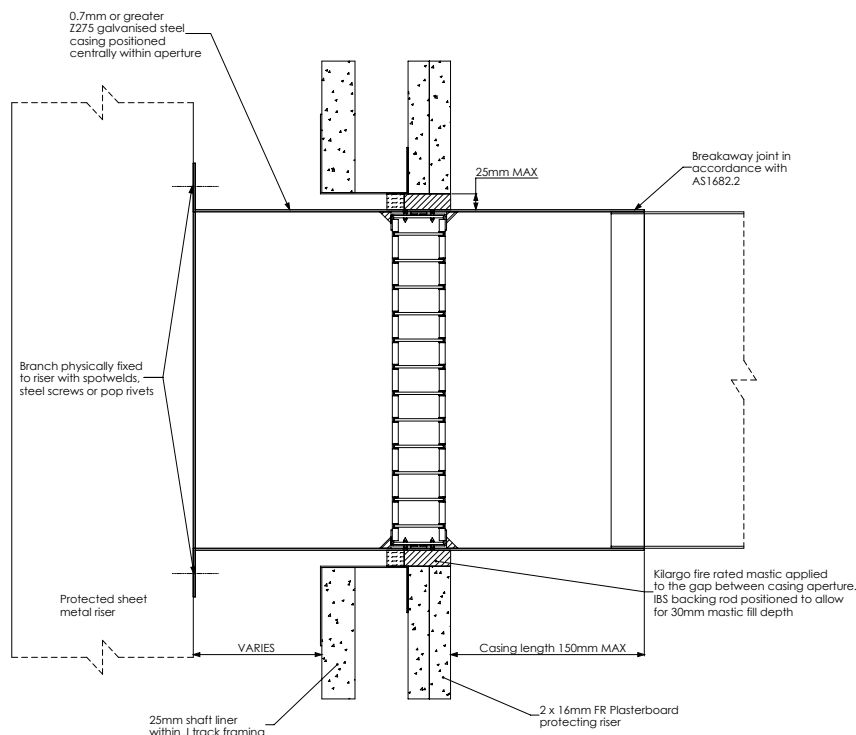 0.7mm or greater
Z275 galvanised steel
casing positioned
centrally within aperture
25mm MAX
Breakaway joint in
accordance with
AS1682.2
Branch physically fixed
to riser with spotwelds,
steel screws or pop rivets
Protected sheet
metal riser
Kilargo fire rated mastic applied
to the gap between casing aperture.
IBS backing rod positioned to allow
for 30mm mastic fill depth
VARIES
Casing length 150mm MAX
25mm shaft liner
within J track framing
2 x 16mm FR Plasterboard
protecting riser